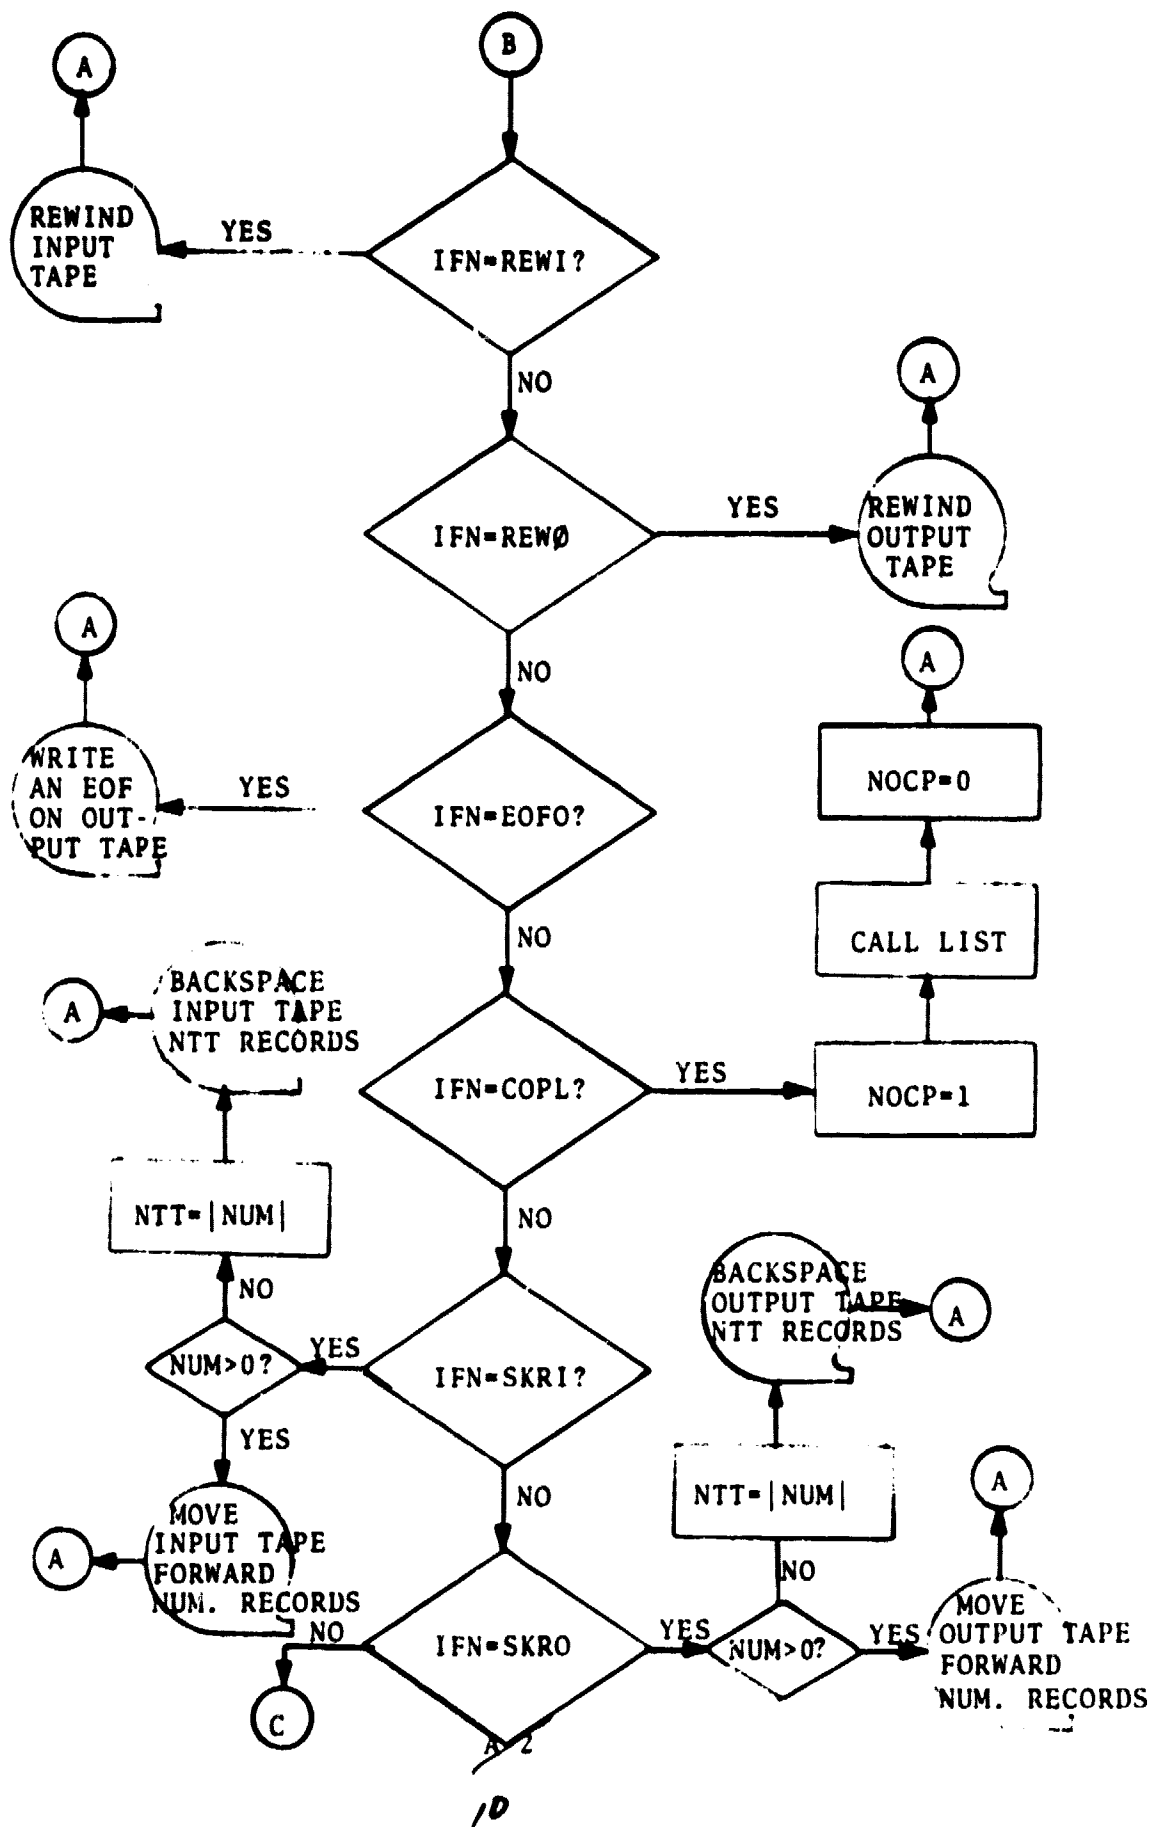 B
A
REWIND
INPUT
TAPE
YES
IFN=REWI?
NO
A
IFN=REWØ
YES
REWIND
OUTPUT
TAPE
NO
A
A
WRITE
AN EOF
ON OUT-
PUT TAPE
YES
IFN=EOFO?
NOCP=0
NO
CALL LIST
A
BACKSPACE
INPUT TAPE
NTT RECORDS
IFN=COPL?
YES
NOCP=1
NTT=|NUM|
NO
NO
BACKSPACE
OUTPUT TAPE
NTT RECORDS
A
NUM>0?
YES
IFN=SKRI?
YES
NO
NTT=|NUM|
A
A
MOVE
INPUT TAPE
FORWARD
NUM. RECORDS
NO
NO
IFN=SKRO
YES
NUM>0?
YES
MOVE
OUTPUT TAPE
FORWARD
NUM. RECORDS
C
A 2
10